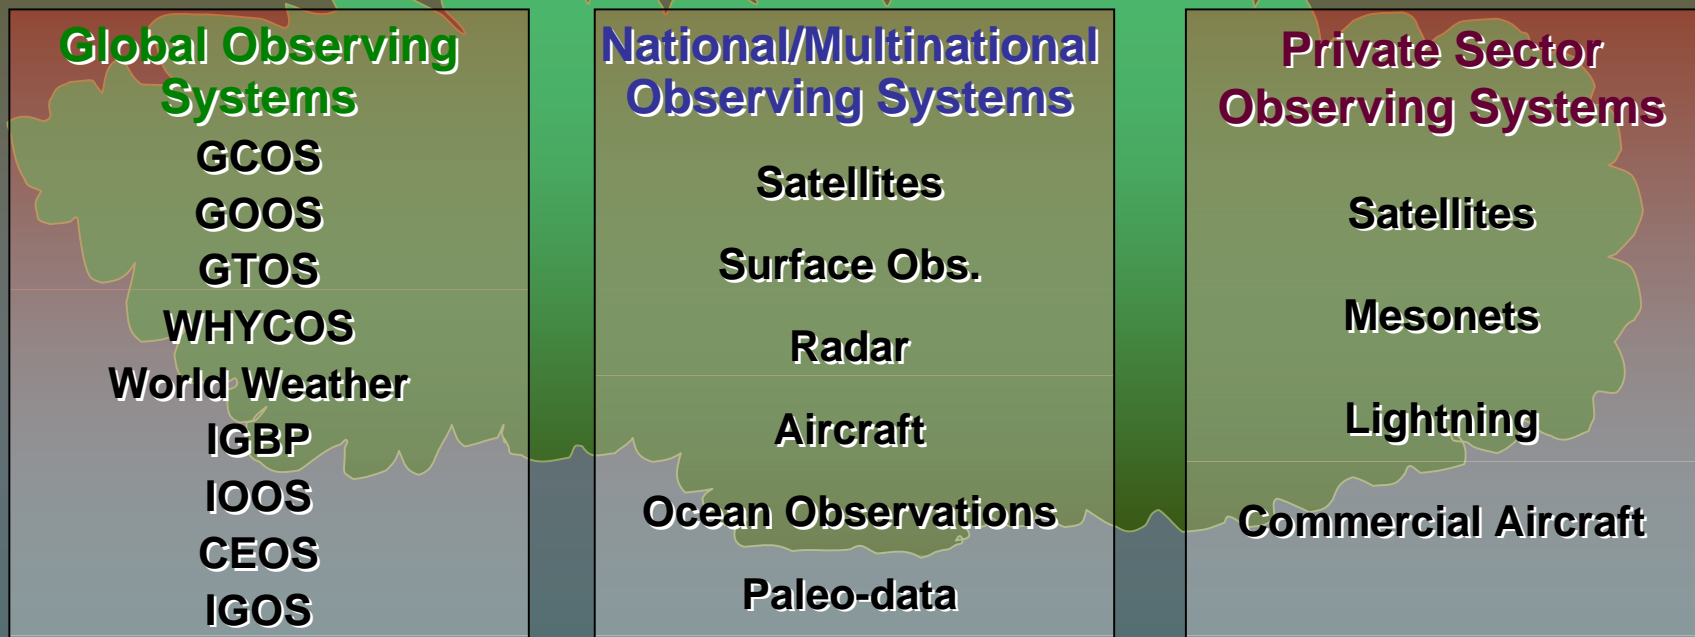 Global Observing
Systems
GCOS
GOOS
GTOS
WHYCOS
World Weather
IGBP
IOOS
CEOS
IGOS
National/Multinational
Observing Systems
Satellites
Surface Obs.
Radar
Aircraft
Ocean Observations
Paleo-data
Private Sector
Observing Systems
Satellites
Mesonets
Lightning
Commercial Aircraft